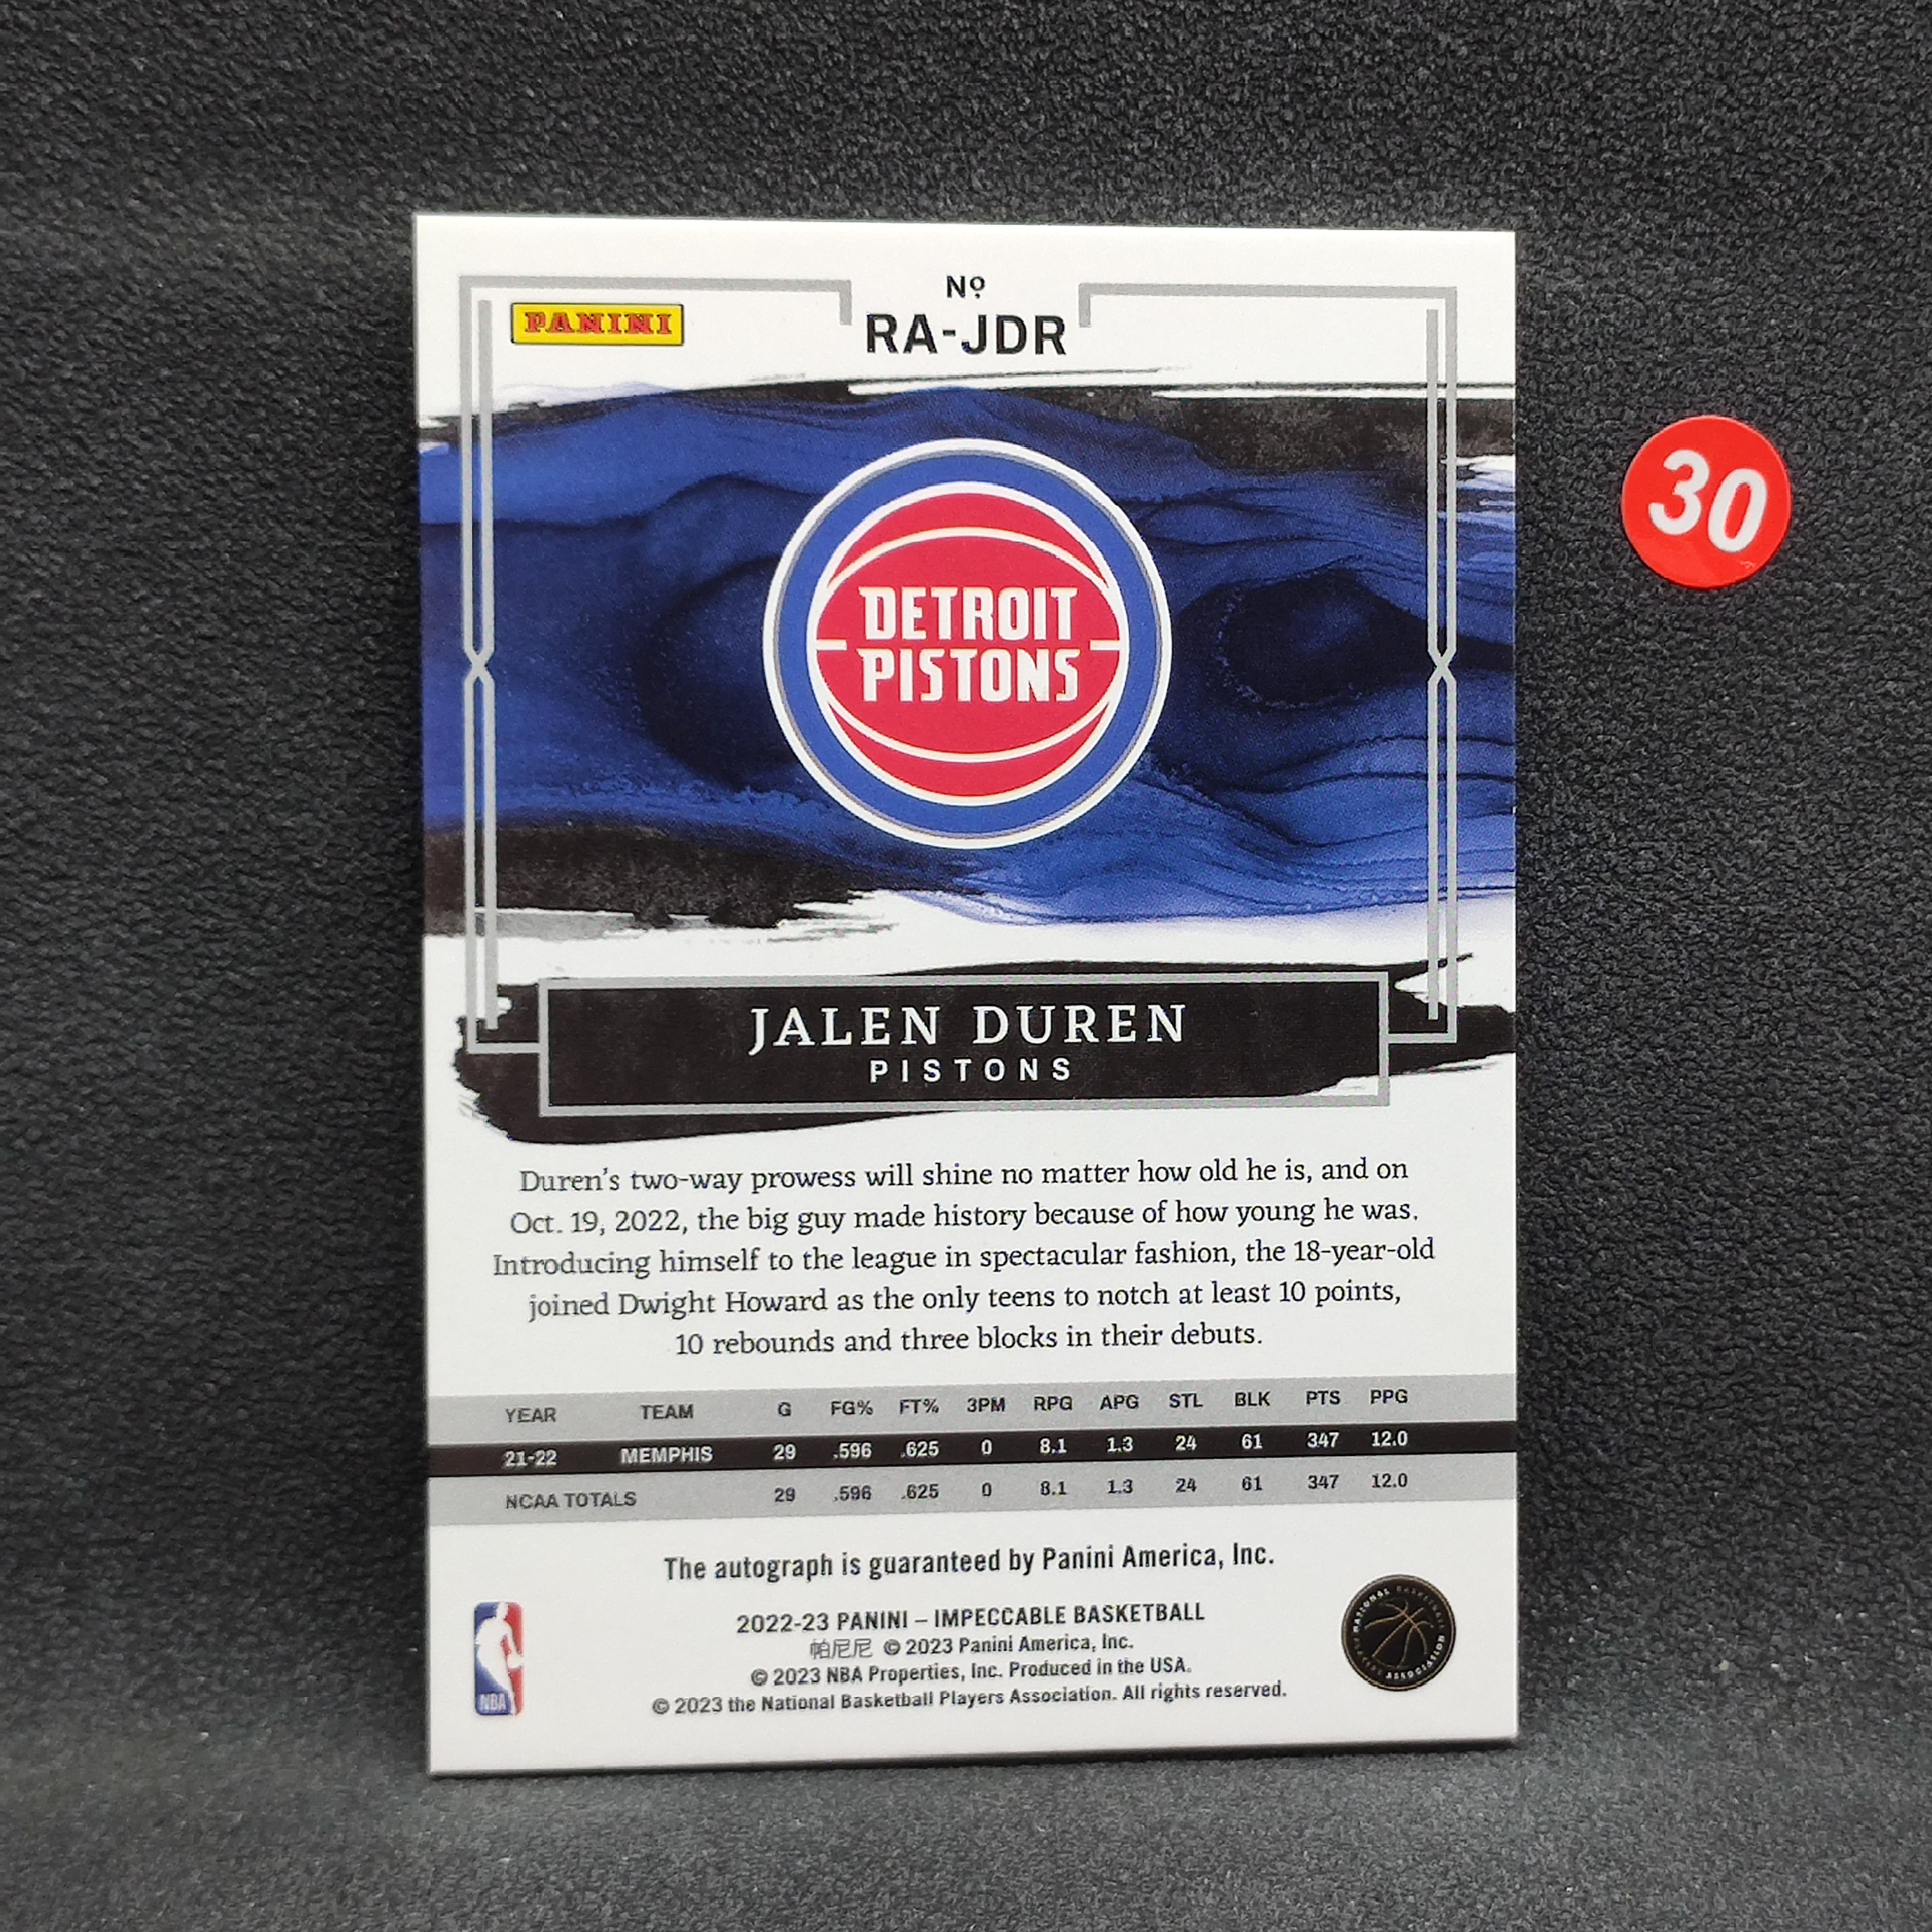 Nº
RA-JDR
PANINI
30
DETROIT
PISTONS
JALEN DUREN
PISTONS
Duren's two-way prowess will shine no matter how old he is, and on
Oct. 19, 2022, the big guy made history because of how young he was.
Introducing himself to the league in spectacular fashion, the 18-year-old
joined Dwight Howard as the only teens to notch at least 10 points,
10 rebounds and three blocks in their debuts.
YEAR TEAM G FG% FT% 3PM RPG APG STL BLK PTS PPG
21-22 MEMPHIS 29 .596 .625 0 8.1 1.3 24 61 347 12.0
NCAA TOTALS 29 .596 .625 0 8.1 1.3 24 61 347 12.0
The autograph is guaranteed by Panini America, Inc.
2022-23 PANINI – IMPECCABLE BASKETBALL
帕尼尼 © 2023 Panini America, Inc.
© 2023 NBA Properties, Inc. Produced in the USA.
© 2023 the National Basketball Players Association. All rights reserved.
NBA
NATIONAL BASKETBALL PLAYERS ASSOCIATION